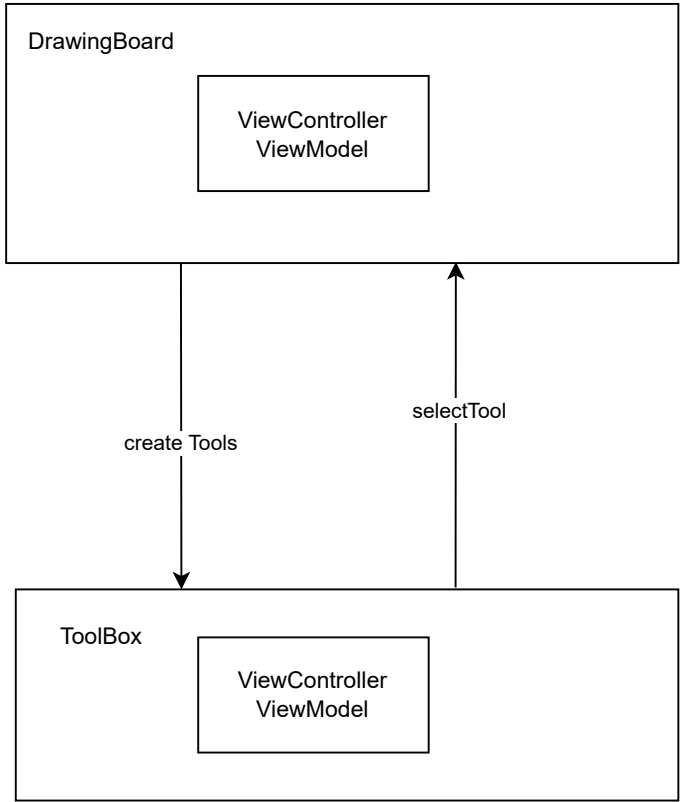 DrawingBoard
ViewController
ViewModel
selectTool
create Tools
ToolBox
ViewController
ViewModel